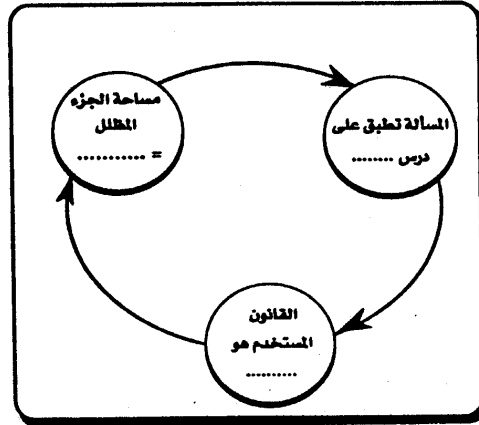 مساحة الجزء
المظلل
= ...........
المسألة تطبق على
درس ........
القانون
المستخدم هو
..........